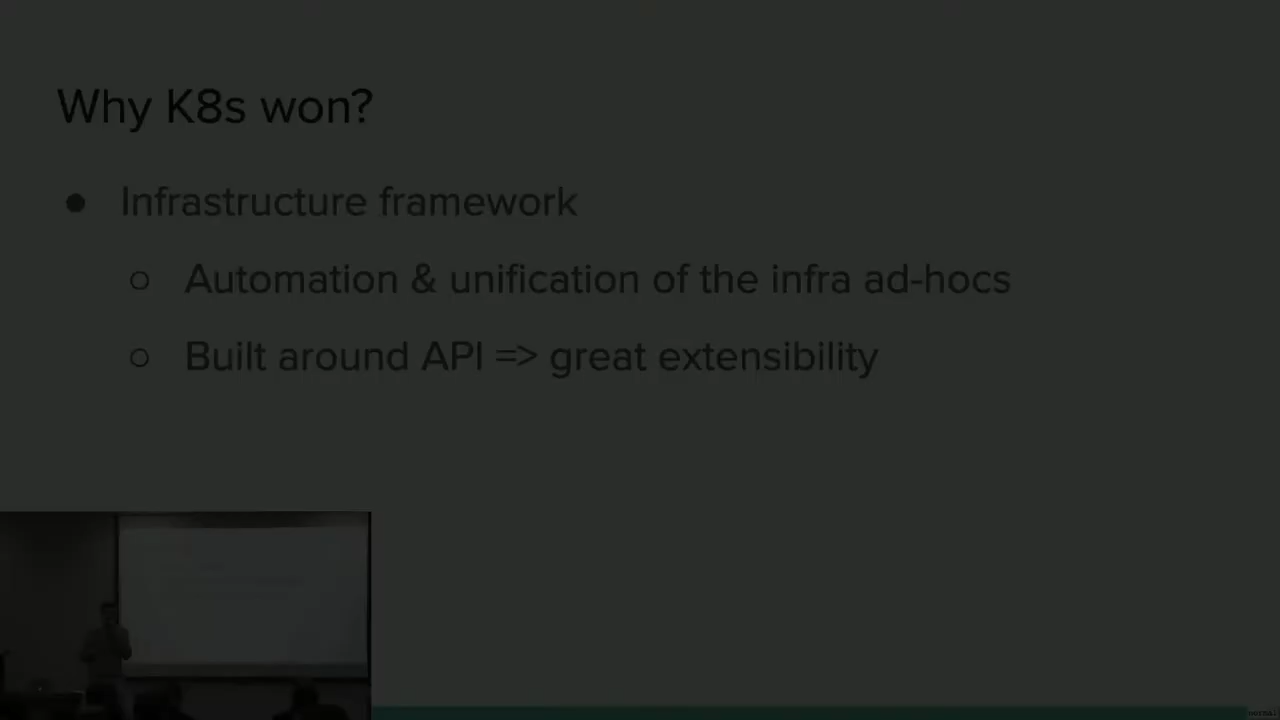 Why K8s won?
● Infrastructure framework
○ Automation & unification of the infra ad-hocs
○ Built around API => great extensibility